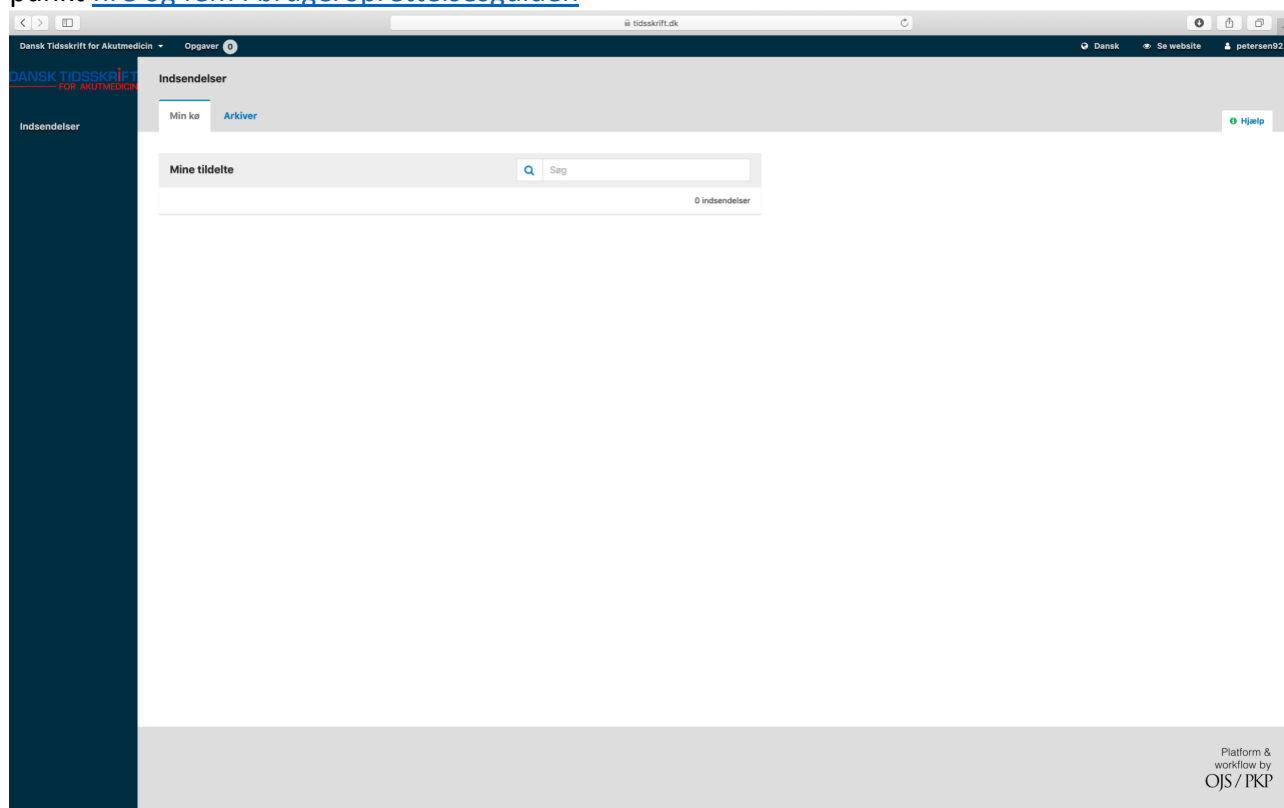 tidsskrift.dk
Dansk Tidsskrift for Akutmedicin Opgaver 0 Dansk Se website petersen92
DANSK TIDSSKRIFT
FOR AKUTMEDICIN
Indsendelser
Indsendelser
Min kø Arkiver
Hjælp
Mine tildelte
Søg
0 indsendelser
Platform &
workflow by
OJS / PKP